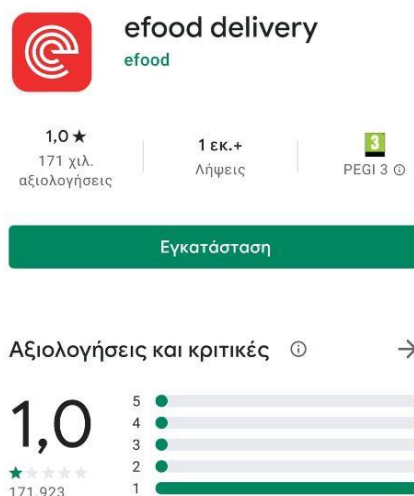 efood delivery
efood
1,0 ★
171 χιλ.
αξιολογήσεις
1 εκ.+
Λήψεις
3
PEGI 3
Εγκατάσταση
Αξιολογήσεις και κριτικές
1,0
5
4
3
2
1
171.923